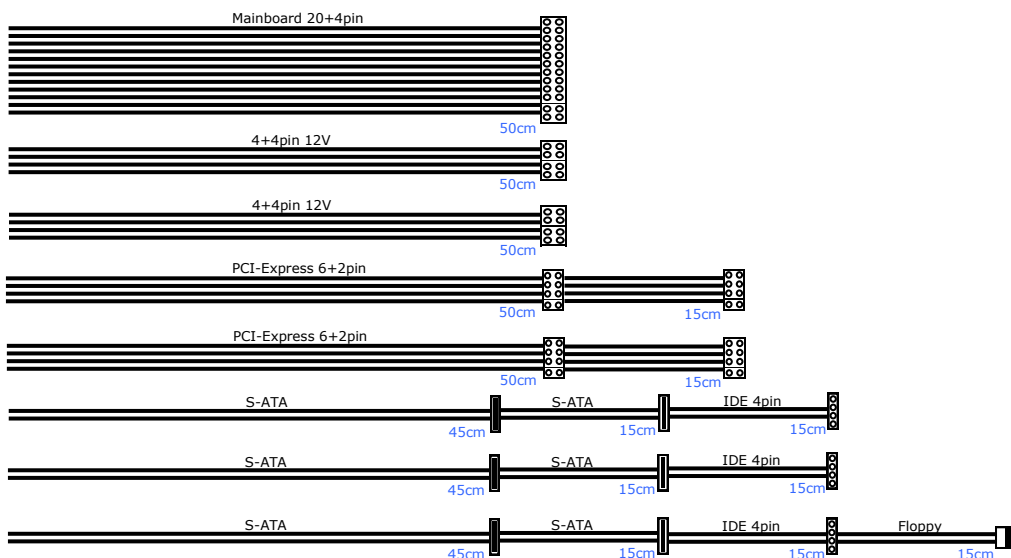 Mainboard 20+4pin
50cm
4+4pin 12V
50cm
4+4pin 12V
50cm
PCI-Express 6+2pin
50cm 15cm
PCI-Express 6+2pin
50cm 15cm
S-ATA S-ATA IDE 4pin
45cm 15cm 15cm
S-ATA S-ATA IDE 4pin
45cm 15cm 15cm
S-ATA S-ATA IDE 4pin Floppy
45cm 15cm 15cm 15cm